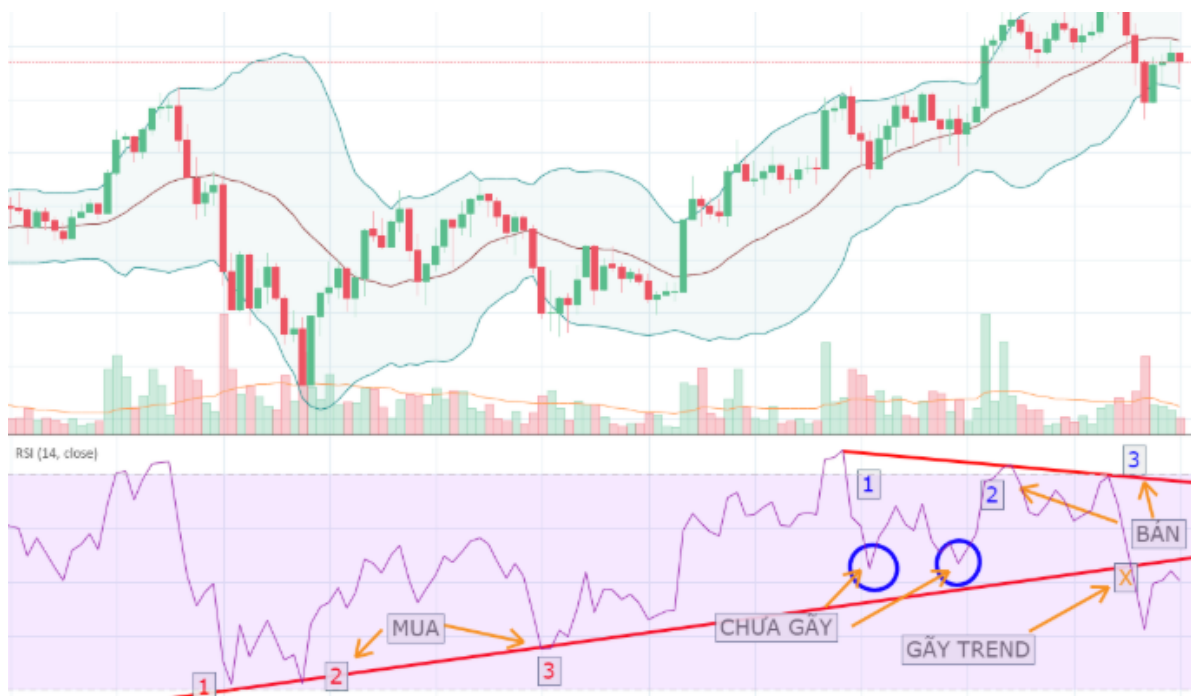 RSI (14, close)
3
1
2
BÁN
X
MUA
CHƯA GÃY
GÃY TREND
1
2
3